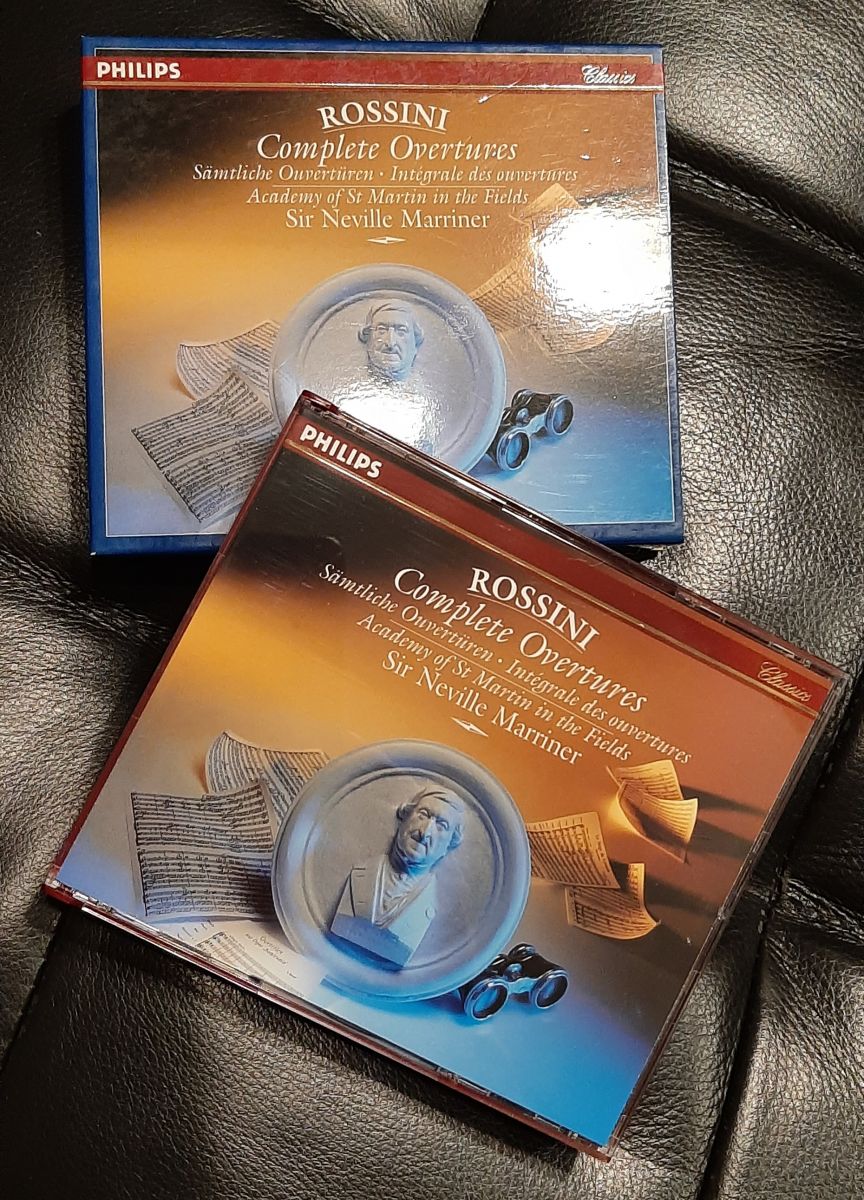 PHILIPS
Classics
ROSSINI
Complete Overtures
Sämtliche Ouvertüren · Intégrale des ouvertures
Academy of St Martin in the Fields
Sir Neville Marriner
PHILIPS
Classics
ROSSINI
Complete Overtures
Sämtliche Ouvertüren · Intégrale des ouvertures
Academy of St Martin in the Fields
Sir Neville Marriner